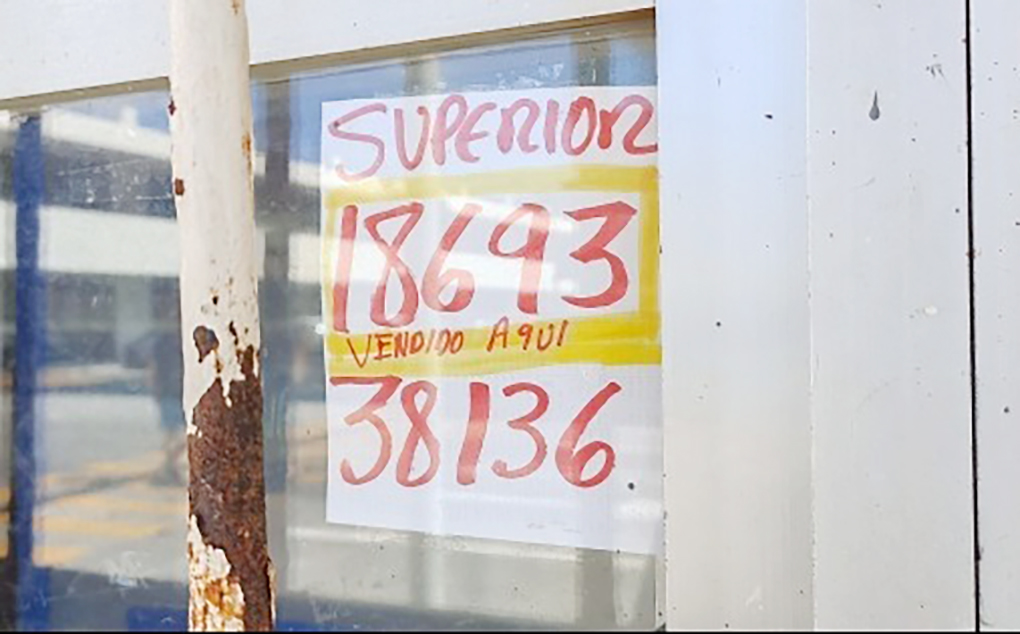 SUPERIOR
18693
VENDIDO AQUI
38136